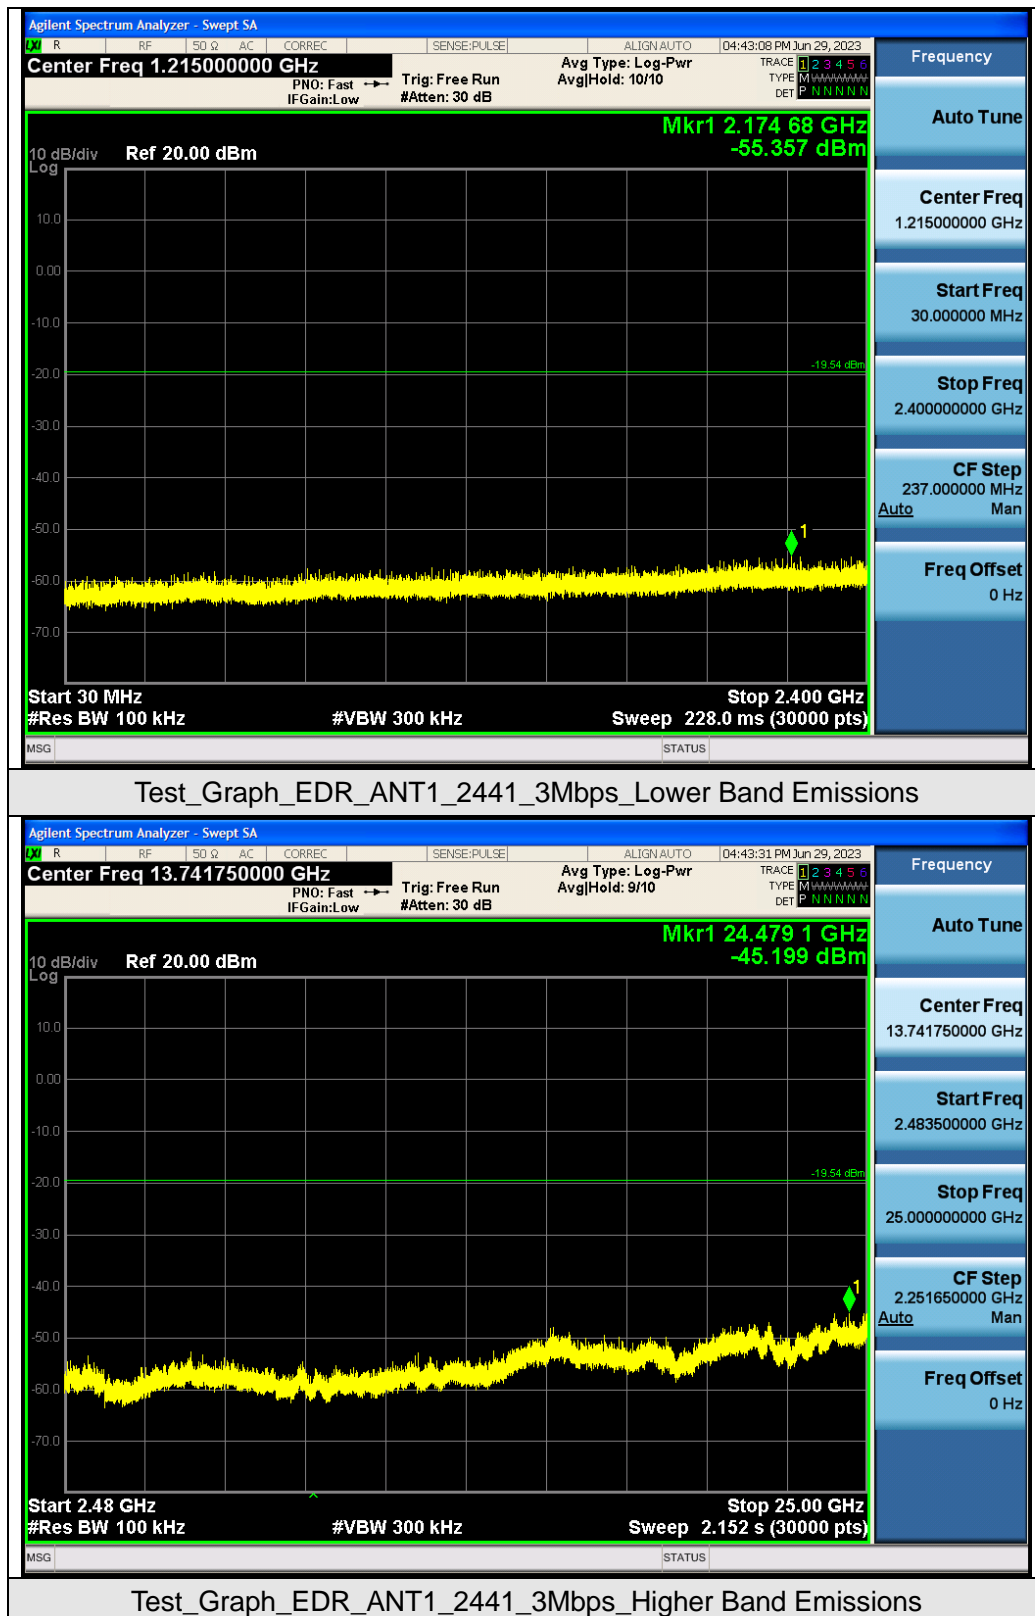 Agilent Spectrum Analyzer - Swept SA
LXI R RF 50 Ω AC CORREC SENSE:PULSE ALIGN AUTO 04:43:08 PM Jun 29, 2023
Center Freq 1.215000000 GHz
PNO: Fast
IFGain:Low
Trig: Free Run
#Atten: 30 dB
Avg Type: Log-Pwr
Avg|Hold: 10/10
TRACE 1 2 3 4 5 6
TYPE M
DET P N N N N N
Mkr1 2.174 68 GHz
-55.357 dBm
10 dB/div Ref 20.00 dBm
Log
10.0
0.00
-10.0
-19.54 dBm
-20.0
-30.0
-40.0
-50.0
1
-60.0
-70.0
Start 30 MHz Stop 2.400 GHz
#Res BW 100 kHz #VBW 300 kHz Sweep 228.0 ms (30000 pts)
MSG STATUS
Frequency
Auto Tune
Center Freq
1.215000000 GHz
Start Freq
30.000000 MHz
Stop Freq
2.400000000 GHz
CF Step
237.000000 MHz
Auto Man
Freq Offset
0 Hz
Test_Graph_EDR_ANT1_2441_3Mbps_Lower Band Emissions
Agilent Spectrum Analyzer - Swept SA
LXI R RF 50 Ω AC CORREC SENSE:PULSE ALIGN AUTO 04:43:31 PM Jun 29, 2023
Center Freq 13.741750000 GHz
PNO: Fast
IFGain:Low
Trig: Free Run
#Atten: 30 dB
Avg Type: Log-Pwr
Avg|Hold: 9/10
TRACE 1 2 3 4 5 6
TYPE M
DET P N N N N N
Mkr1 24.479 1 GHz
-45.199 dBm
10 dB/div Ref 20.00 dBm
Log
10.0
0.00
-10.0
-19.54 dBm
-20.0
-30.0
-40.0
1
-50.0
-60.0
-70.0
Start 2.48 GHz Stop 25.00 GHz
#Res BW 100 kHz #VBW 300 kHz Sweep 2.152 s (30000 pts)
MSG STATUS
Frequency
Auto Tune
Center Freq
13.741750000 GHz
Start Freq
2.483500000 GHz
Stop Freq
25.000000000 GHz
CF Step
2.251650000 GHz
Auto Man
Freq Offset
0 Hz
Test_Graph_EDR_ANT1_2441_3Mbps_Higher Band Emissions